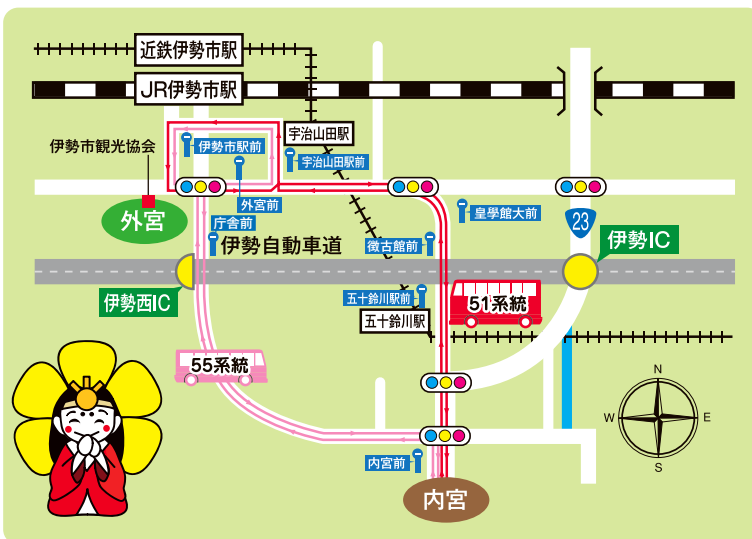 近鉄伊勢市駅
JR伊勢市駅
宇治山田駅
伊勢市観光協会
伊勢市駅前
宇治山田駅前
外宮前
外宮
庁舎前
皇學館大前
23
伊勢自動車道
徴古館前
伊勢IC
伊勢西IC
五十鈴川駅前
51系統
五十鈴川駅
55系統
N
W
E
S
内宮前
内宮